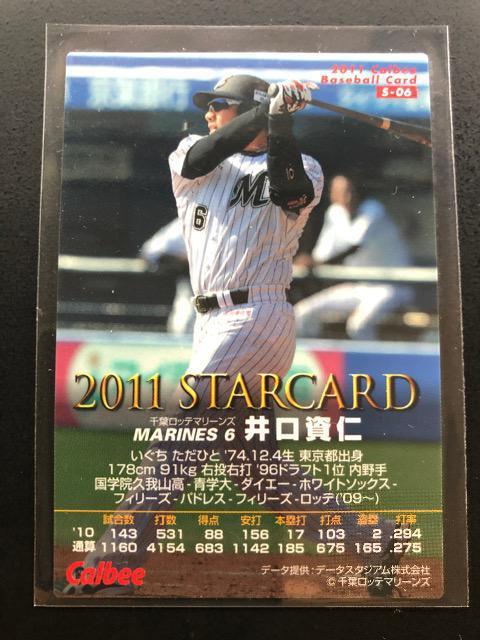 2011 Calbee
Baseball Card
S-06
M
6
10
2011 STARCARD
千葉ロッテマリーンズ
MARINES 6 井口資仁
いぐち ただひと '74.12.4生 東京都出身
178cm 91kg 右投右打 '96ドラフト1位 内野手
国学院久我山高-青学大-ダイエー-ホワイトソックス-
フィリーズ-パドレス-フィリーズ-ロッテ('09~)
試合数 打数 得点 安打 本塁打 打点 盗塁 打率
'10 143 531 88 156 17 103 2 .294
通算 1160 4154 683 1142 185 675 165 .275
Calbee
データ提供:データスタジアム株式会社
©千葉ロッテマリーンズ